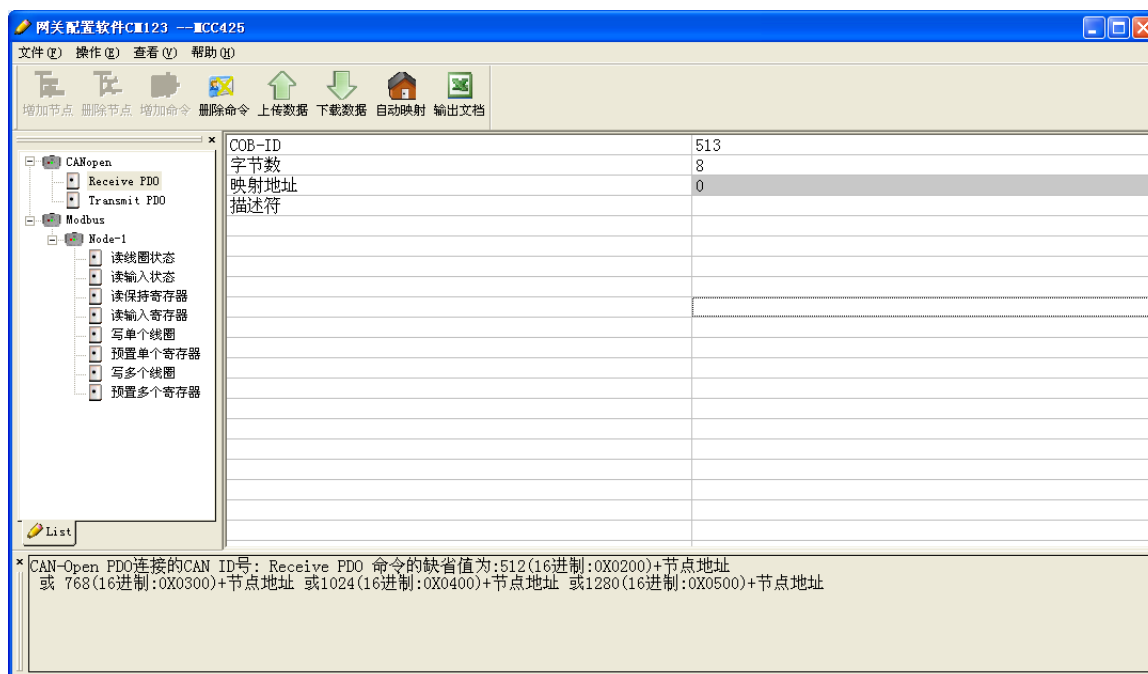 网关配置软件CM123 --MCC425
文件(F) 操作(E) 查看(V) 帮助(H)
增加节点 删除节点 增加命令 删除命令 上传数据 下载数据 自动映射 输出文档
CANopen
Receive PDO
Transmit PDO
Modbus
Node-1
读线圈状态
读输入状态
读保持寄存器
读输入寄存器
写单个线圈
预置单个寄存器
写多个线圈
预置多个寄存器
List
COB-ID 513
字节数 8
映射地址 0
描述符
CAN-Open PDO连接的CAN ID号: Receive PDO 命令的缺省值为:512(16进制:0X0200)+节点地址
或 768(16进制:0X0300)+节点地址 或1024(16进制:0X0400)+节点地址 或1280(16进制:0X0500)+节点地址